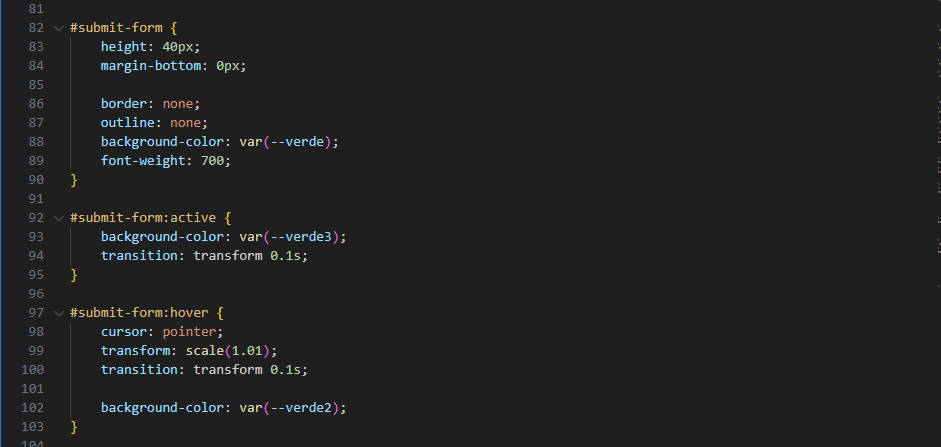 81
82 #submit-form {
83 height: 40px;
84 margin-bottom: 0px;
85
86 border: none;
87 outline: none;
88 background-color: var(--verde);
89 font-weight: 700;
90 }
91
92 #submit-form:active {
93 background-color: var(--verde3);
94 transition: transform 0.1s;
95 }
96
97 #submit-form:hover {
98 cursor: pointer;
99 transform: scale(1.01);
100 transition: transform 0.1s;
101
102 background-color: var(--verde2);
103 }
104